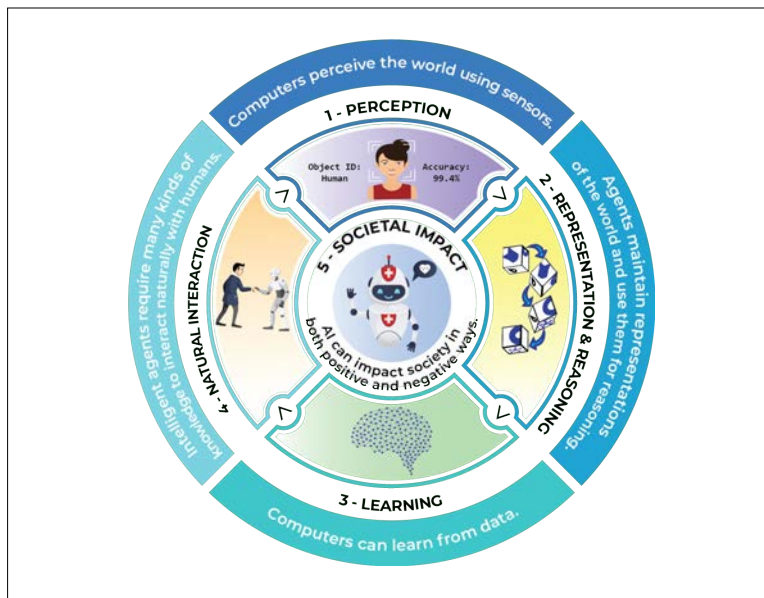 Computers perceive the world using sensors.
1 - PERCEPTION
Object ID:
Human
Accuracy:
99.4%
2 - REPRESENTATION & REASONING
Agents maintain representations
of the world and use them for reasoning.
3 - LEARNING
Computers can learn from data.
4 - NATURAL INTERACTION
Intelligent agents require many kinds of
knowledge to interact naturally with humans.
5 - SOCIETAL IMPACT
AI can impact society in
both positive and negative ways.